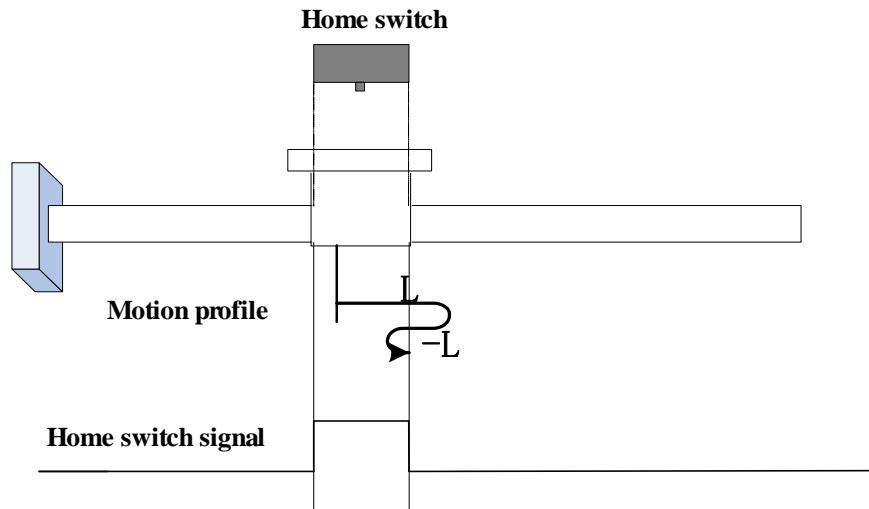 Home switch
L
Motion profile
−L
Home switch signal